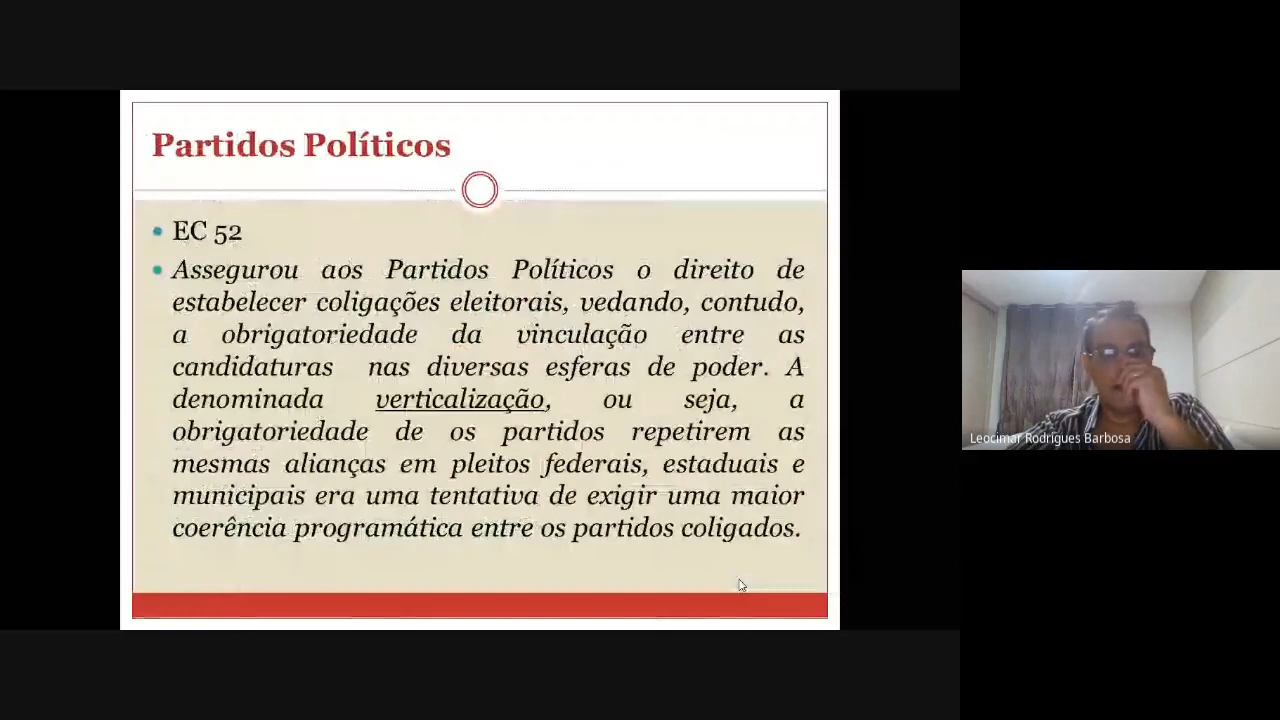 Partidos Políticos
• EC 52
• Assegurou aos Partidos Políticos o direito de
estabelecer coligações eleitorais, vedando, contudo,
a obrigatoriedade da vinculação entre as
candidaturas nas diversas esferas de poder. A
denominada verticalização, ou seja, a
obrigatoriedade de os partidos repetirem as
mesmas alianças em pleitos federais, estaduais e
municipais era uma tentativa de exigir uma maior
coerência programática entre os partidos coligados.
Leocimar Rodrigues Barbosa